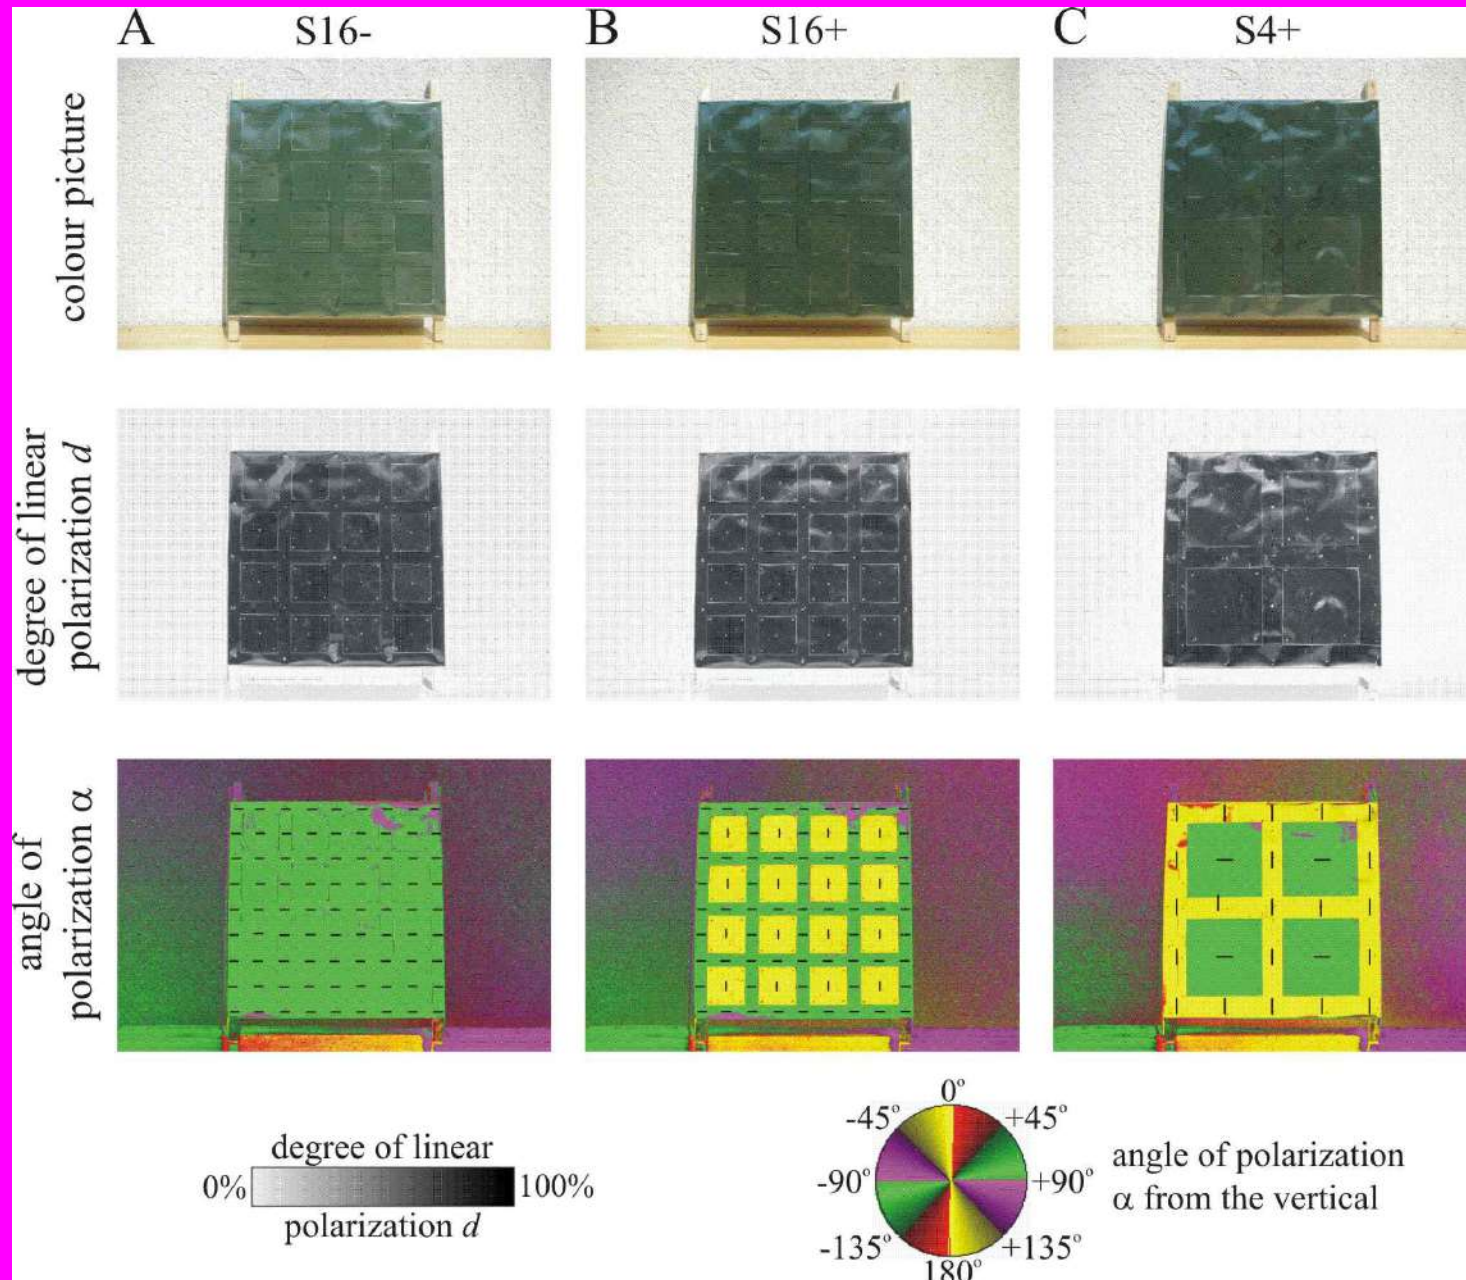 A S16- B S16+ C S4+
colour picture
degree of linear
polarization d
angle of
polarization α
degree of linear
0% 100%
polarization d
0°
-45° +45°
-90° +90°
-135° +135°
180°
angle of polarization
α from the vertical